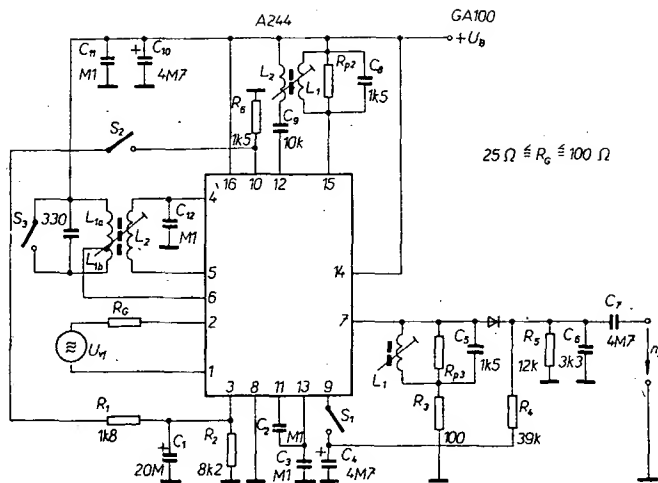 A244
GA100
+ U_B
C₁₁
M1
+ C₁₀
4M7
L₂
L₁
R_p2
C₈
1k5
R₆
1k5
C₉
10k
S₂
25 Ω ≦ R_G ≦ 100 Ω
16 10 12 15
S₃
330
L₁ₐ
L₁b
L₂
C₁₂
M1
4
5
6
2
1
14
7
R_G
3 8 11 13 9
R₁
1k8
+ C₁
20M
R₂
8k2
C₂
M1
C₃
M1
S₁
+ C₄
4M7
L₁
R_p3
C₅
1k5
R₃
100
R₄
39k
R₅
12k
C₆
3k3
C₇
4M7